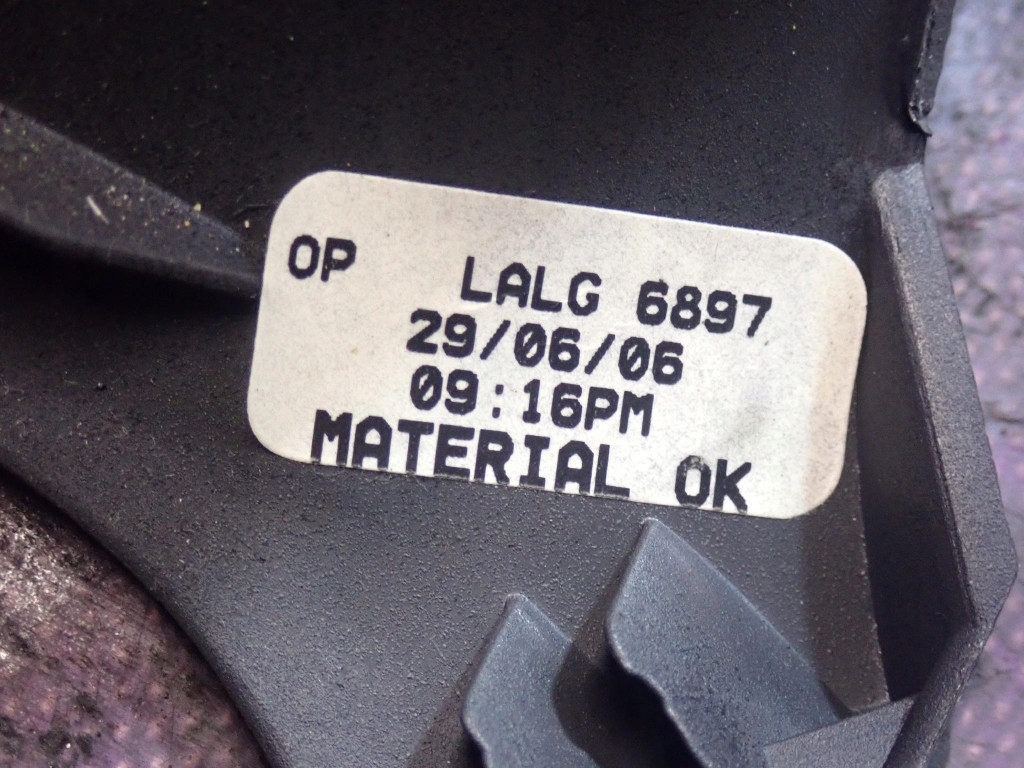 OP LALG 6897
29/06/06
09:16PM
MATERIAL OK